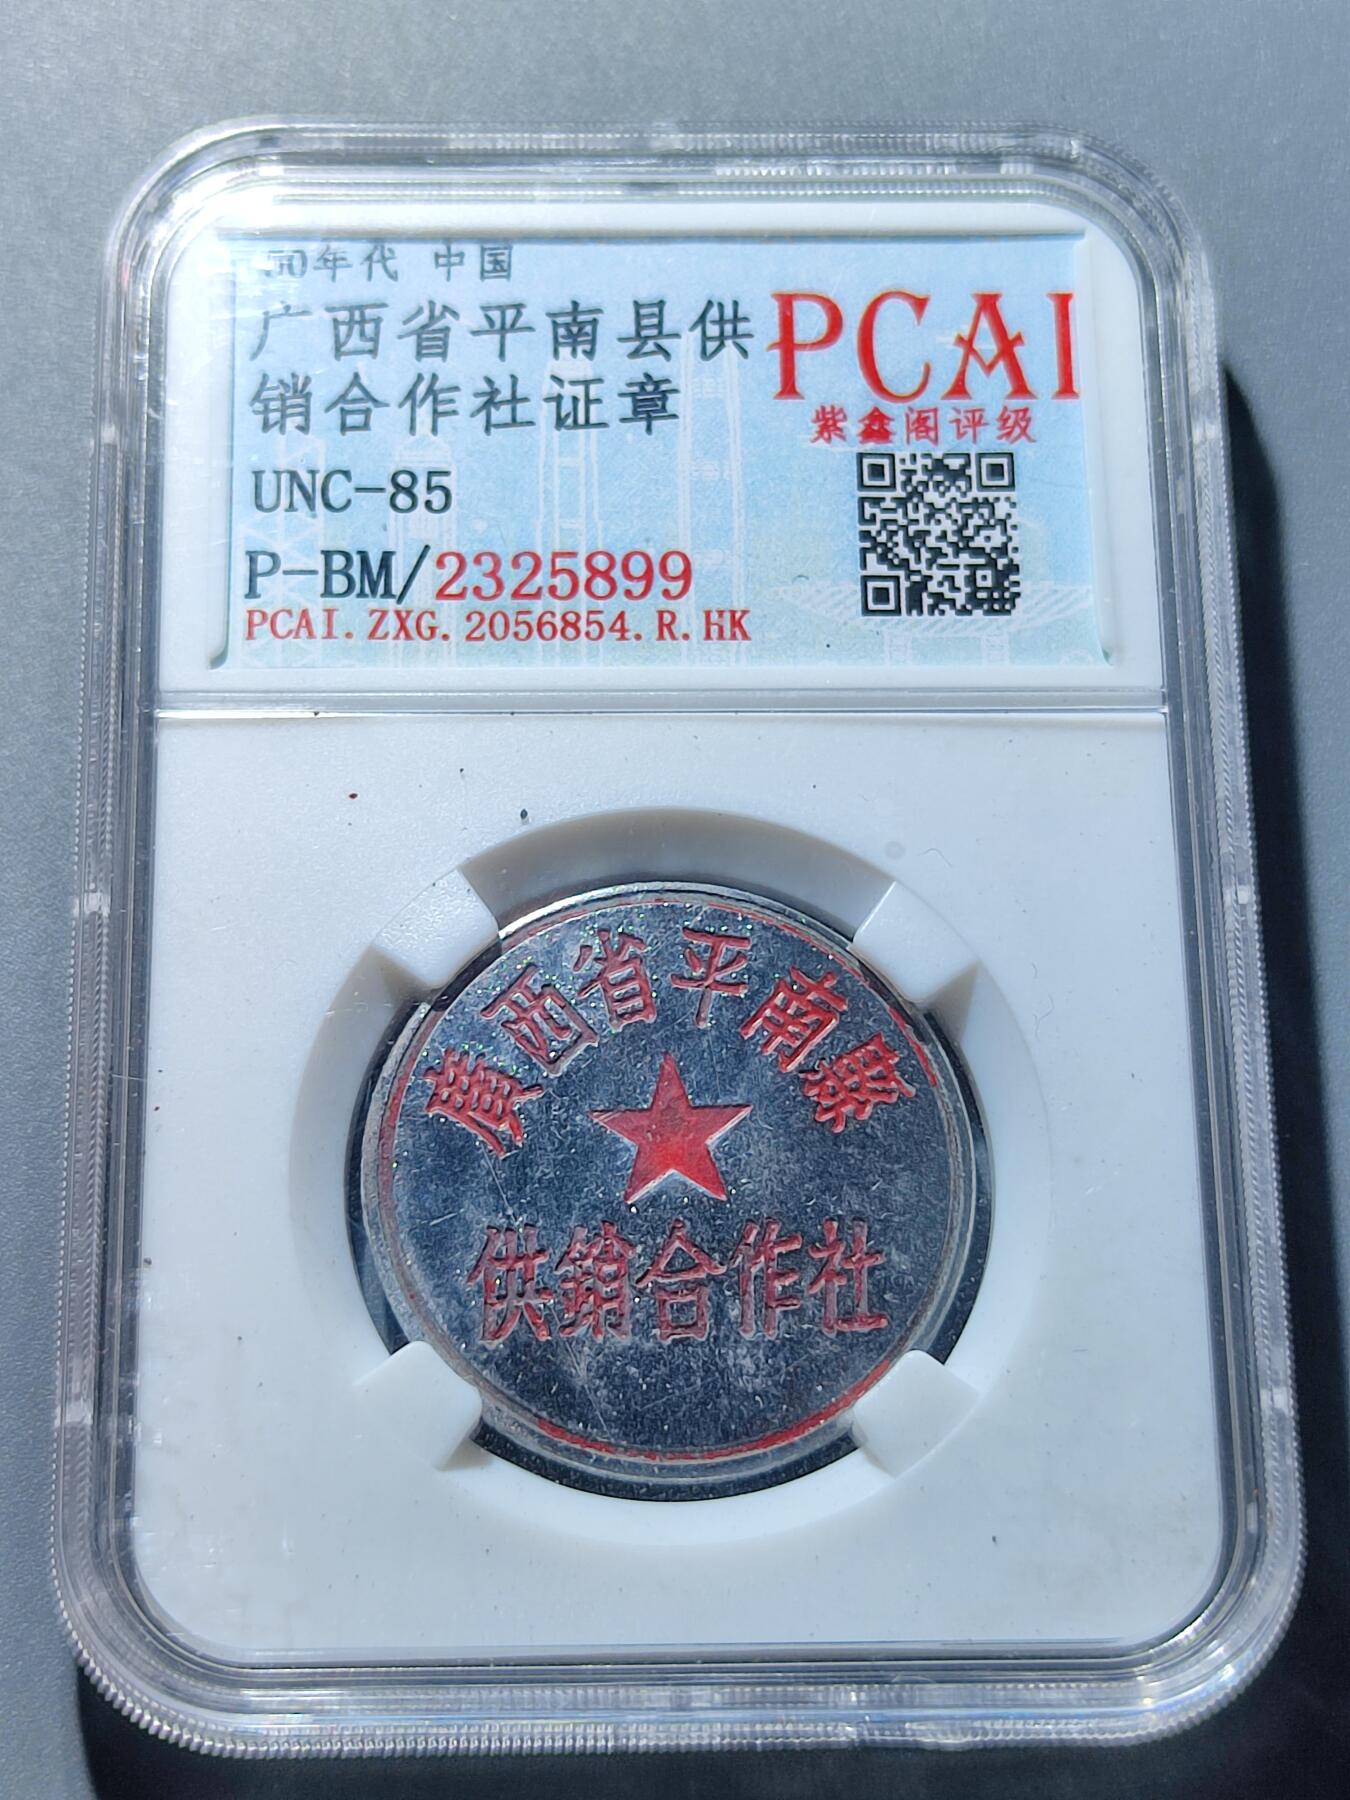 50年代 中国
广西省平南县供
销合作社证章
UNC-85
P-BM/2325899
PCAI.ZXG.2056854.R.HK
PCAI
紫鑫阁评级
廣西省平南縣
供銷合作社